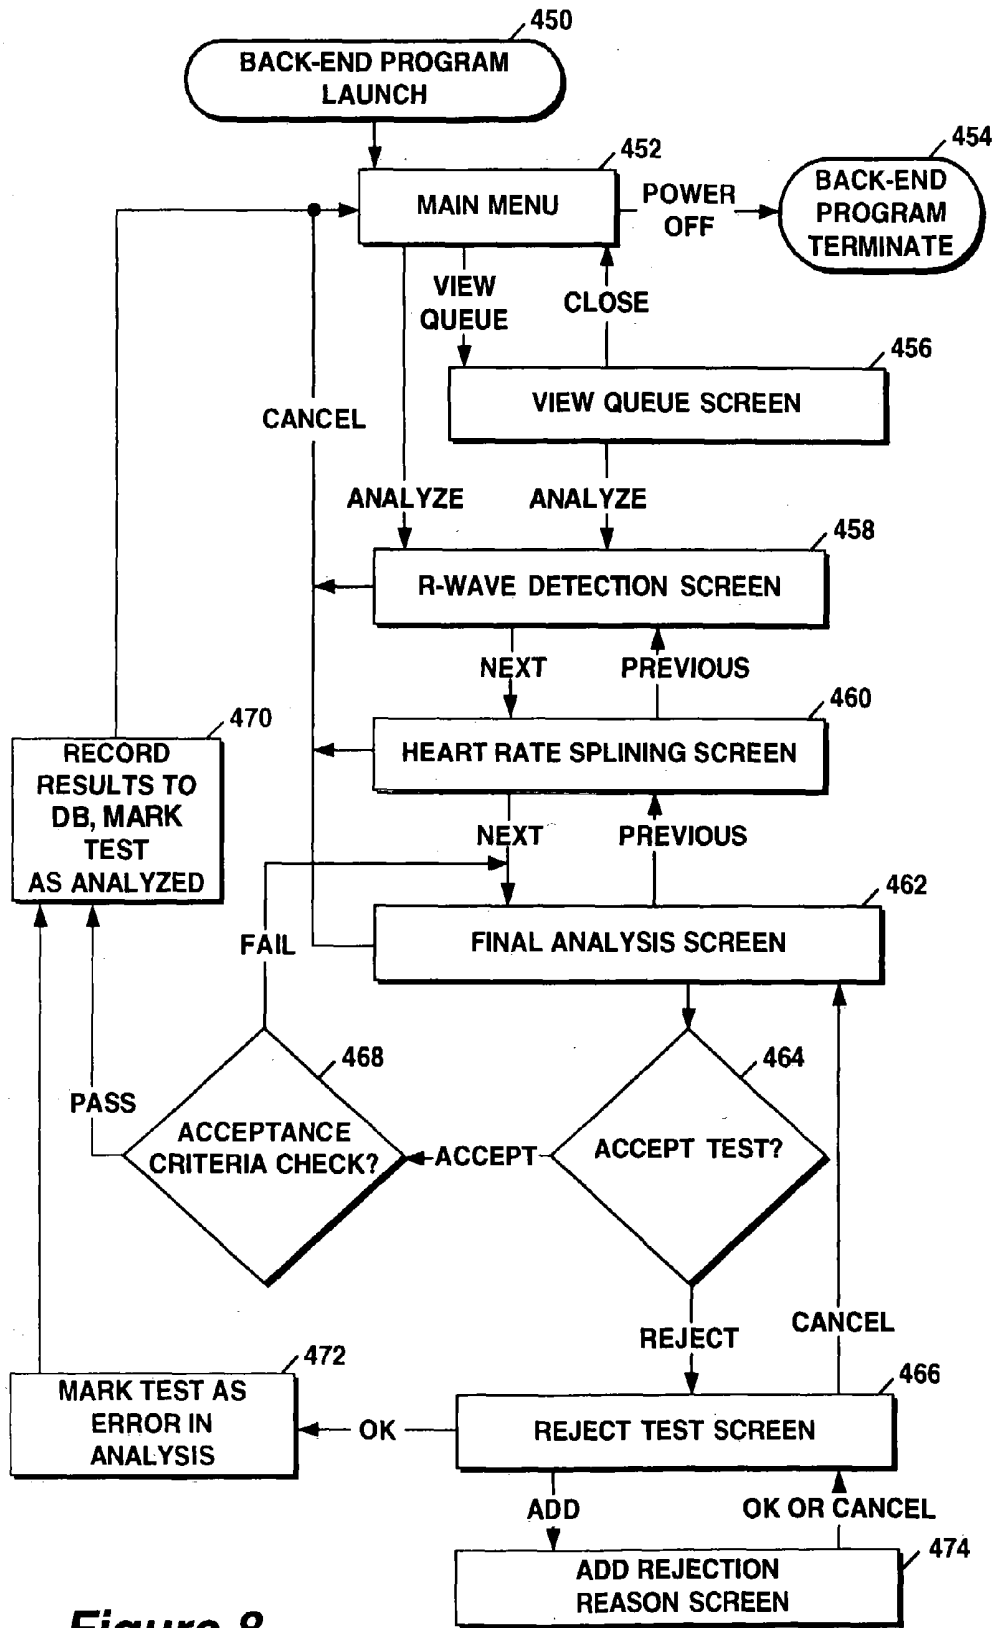 450
BACK-END PROGRAM
LAUNCH
452
MAIN MENU
POWER
OFF
454
BACK-END
PROGRAM
TERMINATE
VIEW
QUEUE
CLOSE
456
VIEW QUEUE SCREEN
CANCEL
ANALYZE
ANALYZE
458
R-WAVE DETECTION SCREEN
NEXT
PREVIOUS
460
HEART RATE SPLINING SCREEN
470
RECORD
RESULTS TO
DB, MARK
TEST
AS ANALYZED
NEXT
PREVIOUS
462
FINAL ANALYSIS SCREEN
FAIL
468
464
PASS
ACCEPTANCE
CRITERIA CHECK?
ACCEPT
ACCEPT TEST?
REJECT
CANCEL
472
MARK TEST AS
ERROR IN
ANALYSIS
OK
466
REJECT TEST SCREEN
ADD
OK OR CANCEL
474
ADD REJECTION
REASON SCREEN
Figure 8